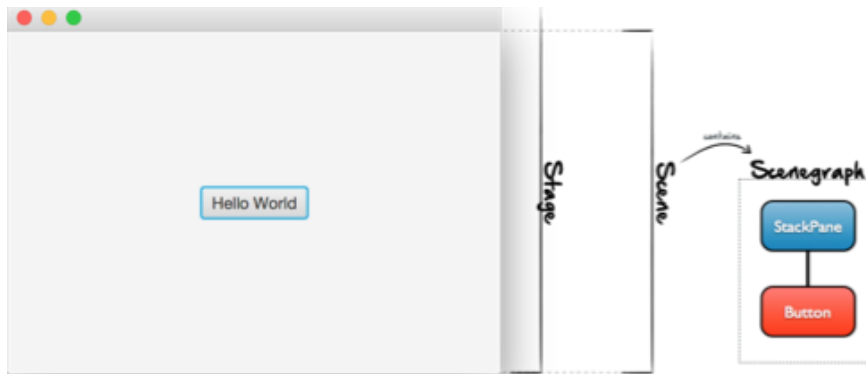 Hello World
Stage
Scene
contains
Scenegraph
StackPane
Button